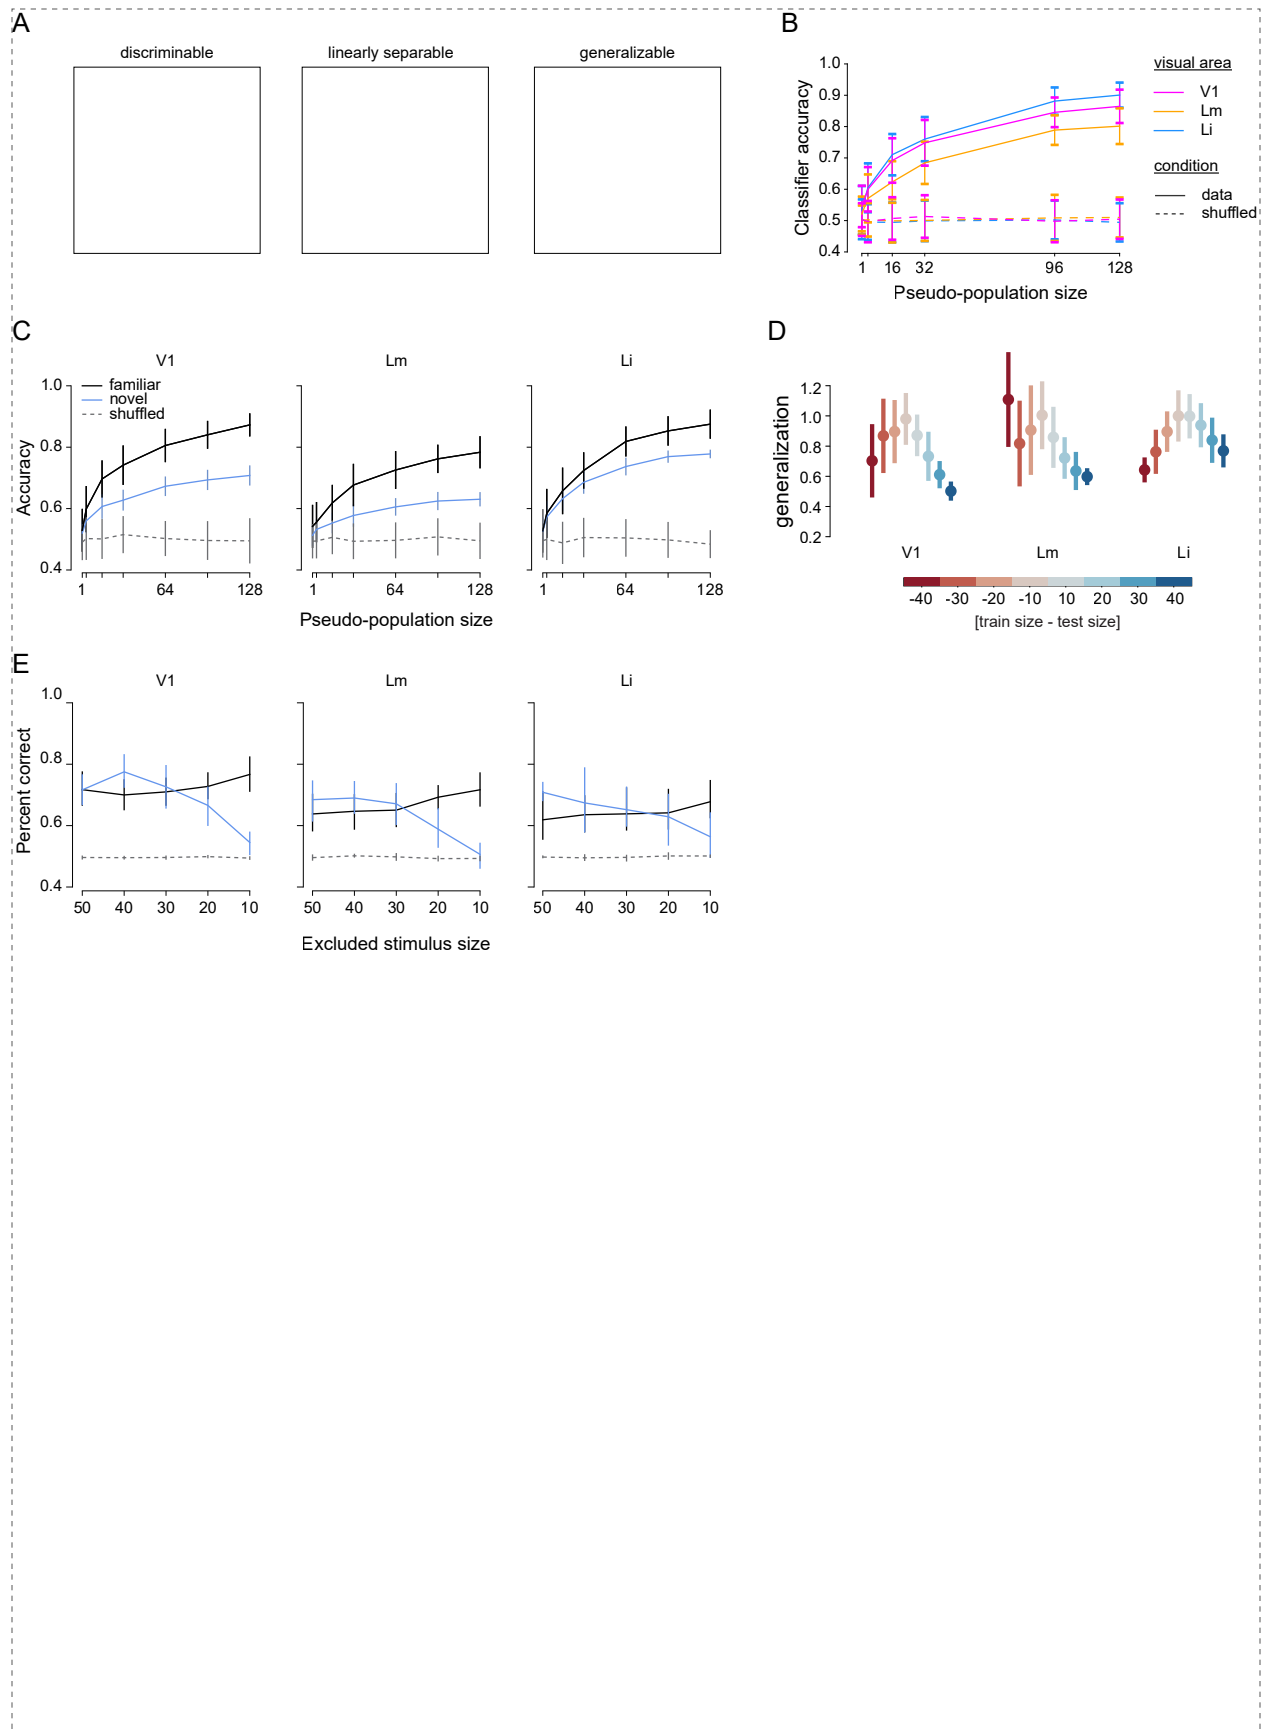 A
discriminable
linearly separable
generalizable
B
Classifier accuracy
1.0
0.9
0.8
0.7
0.6
0.5
0.4
1 16 32 96 128
Pseudo-population size
visual area
V1
Lm
Li
condition
data
shuffled
C
V1
Lm
Li
Accuracy
1.0
0.8
0.6
0.4
familiar
novel
shuffled
1 64 128
1 64 128
1 64 128
Pseudo-population size
D
generalization
1.2
1.0
0.8
0.6
0.4
0.2
V1 Lm Li
-40 -30 -20 -10 10 20 30 40
[train size - test size]
E
V1
Lm
Li
Percent correct
1.0
0.8
0.6
0.4
50 40 30 20 10
50 40 30 20 10
50 40 30 20 10
Excluded stimulus size